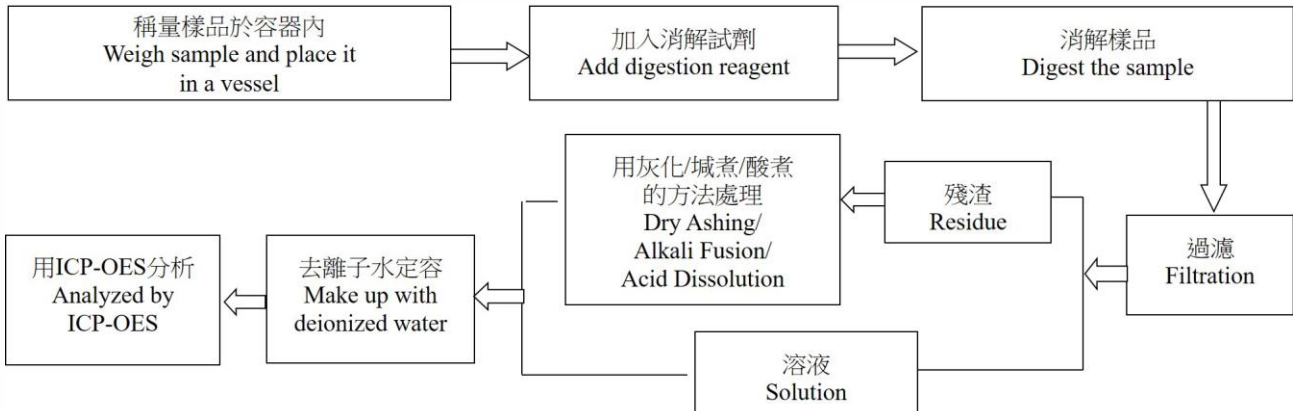 稱量樣品於容器內
Weigh sample and place it
in a vessel
加入消解試劑
Add digestion reagent
消解樣品
Digest the sample
過濾
Filtration
殘渣
Residue
用灰化/堿煮/酸煮
的方法處理
Dry Ashing/
Alkali Fusion/
Acid Dissolution
溶液
Solution
去離子水定容
Make up with
deionized water
用ICP-OES分析
Analyzed by
ICP-OES